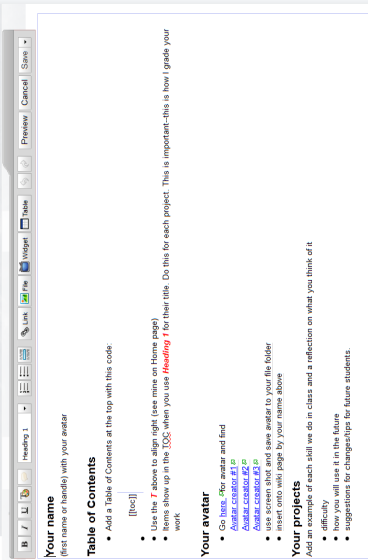 B I U Heading 1 Link File Widget Table Preview Cancel Save
Your name
(first name or handle) with your avatar
Table of Contents
Add a Table of Contents at the top with this code:
[[toc]]
Use the T above to align right (see mine on Home page)
Items show up in the TOC when you use Heading 1 for their title. Do this for each project. This is important--this is how I grade your
work
Your avatar
Go here for avatar and find
Avatar creator #1
Avatar creator #2
Avatar creator #3
use screen shot and save avatar to your file folder
insert onto wiki page by your name above
Your projects
Add an example of each skill we do in class and a reflection on what you think of it
difficulty
how you will use it in the future
suggestions for changes/tips for future students.